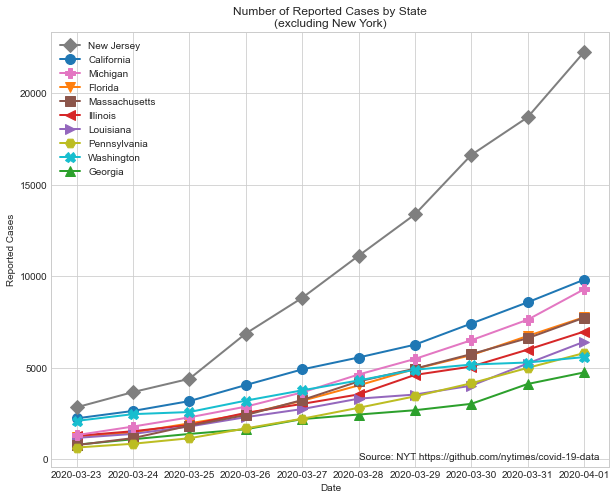 Number of Reported Cases by State
(excluding New York)
New Jersey
California
Michigan
Florida
Massachusetts
Illinois
Louisiana
Pennsylvania
Washington
Georgia
Reported Cases
20000
15000
10000
5000
0
Source: NYT https://github.com/nytimes/covid-19-data
2020-03-23 2020-03-24 2020-03-25 2020-03-26 2020-03-27 2020-03-28 2020-03-29 2020-03-30 2020-03-31 2020-04-01
Date